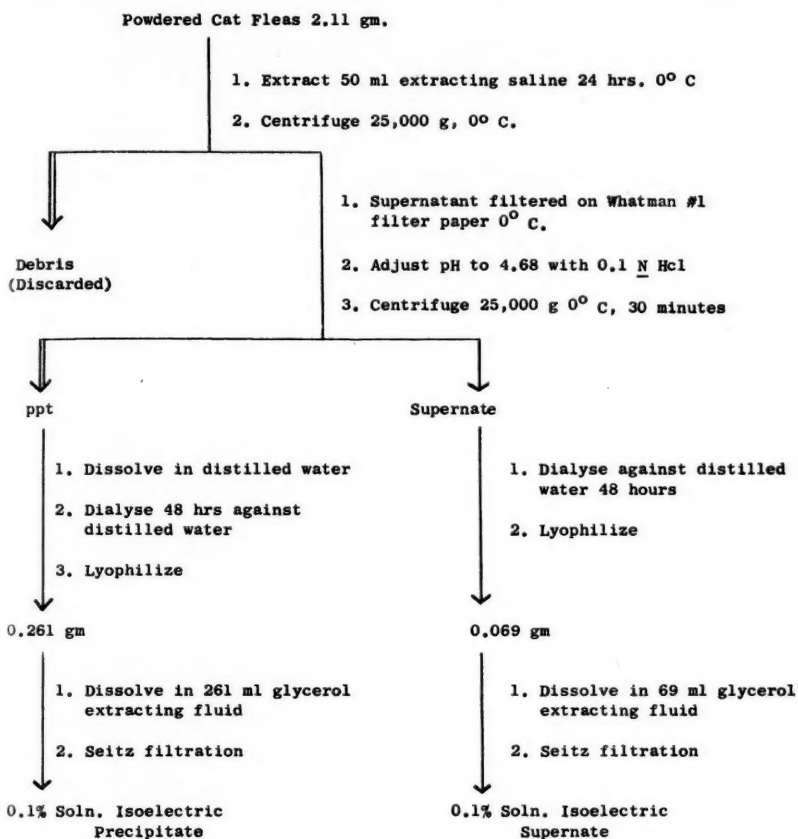 Powdered Cat Fleas 2.11 gm.
1. Extract 50 ml extracting saline 24 hrs. 0° C
2. Centrifuge 25,000 g, 0° C.
Debris
(Discarded)
1. Supernatant filtered on Whatman #1
filter paper 0° C.
2. Adjust pH to 4.68 with 0.1 N Hcl
3. Centrifuge 25,000 g 0° C, 30 minutes
ppt
1. Dissolve in distilled water
2. Dialyse 48 hrs against
distilled water
3. Lyophilize
0.261 gm
1. Dissolve in 261 ml glycerol
extracting fluid
2. Seitz filtration
0.1% Soln. Isoelectric
Precipitate
Supernate
1. Dialyse against distilled
water 48 hours
2. Lyophilize
0.069 gm
1. Dissolve in 69 ml glycerol
extracting fluid
2. Seitz filtration
0.1% Soln. Isoelectric
Supernate